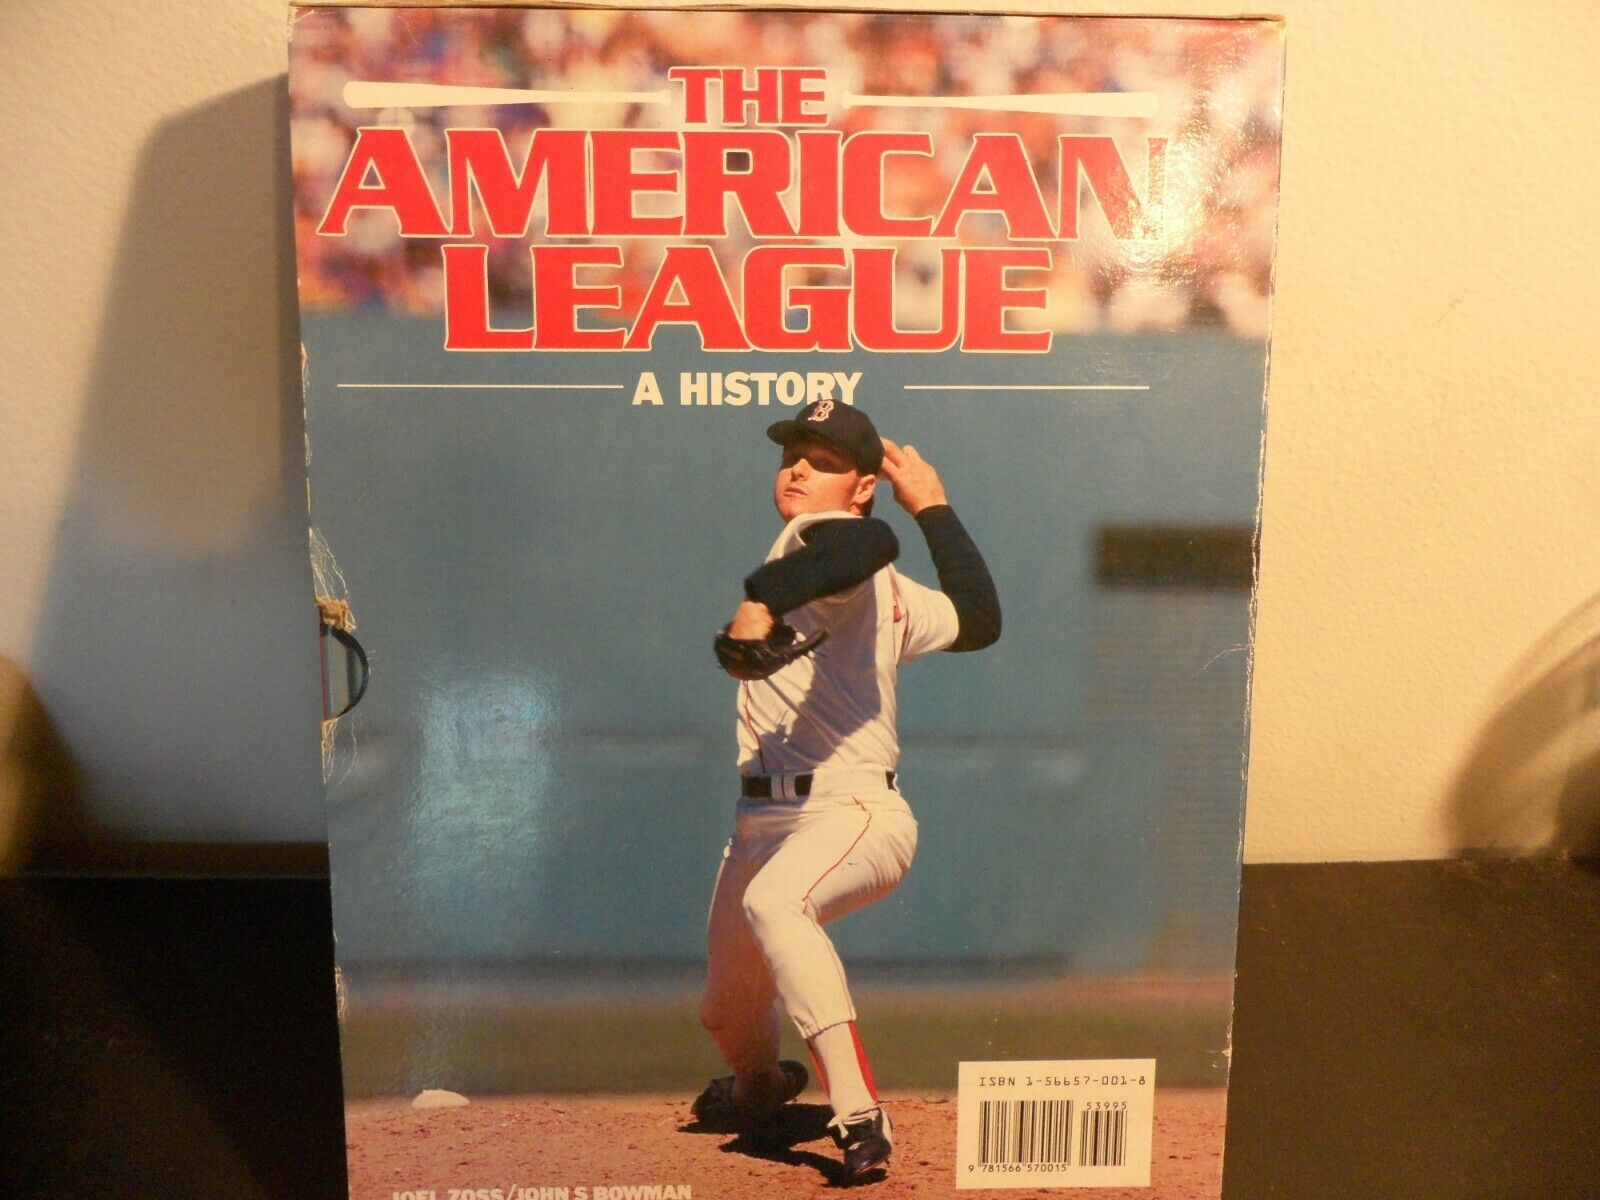 THE
AMERICAN
LEAGUE
A HISTORY
B
ISBN 1-56657-001-8
53995
9 781566 570015
JOEL ZOSS/JOHN S BOWMAN